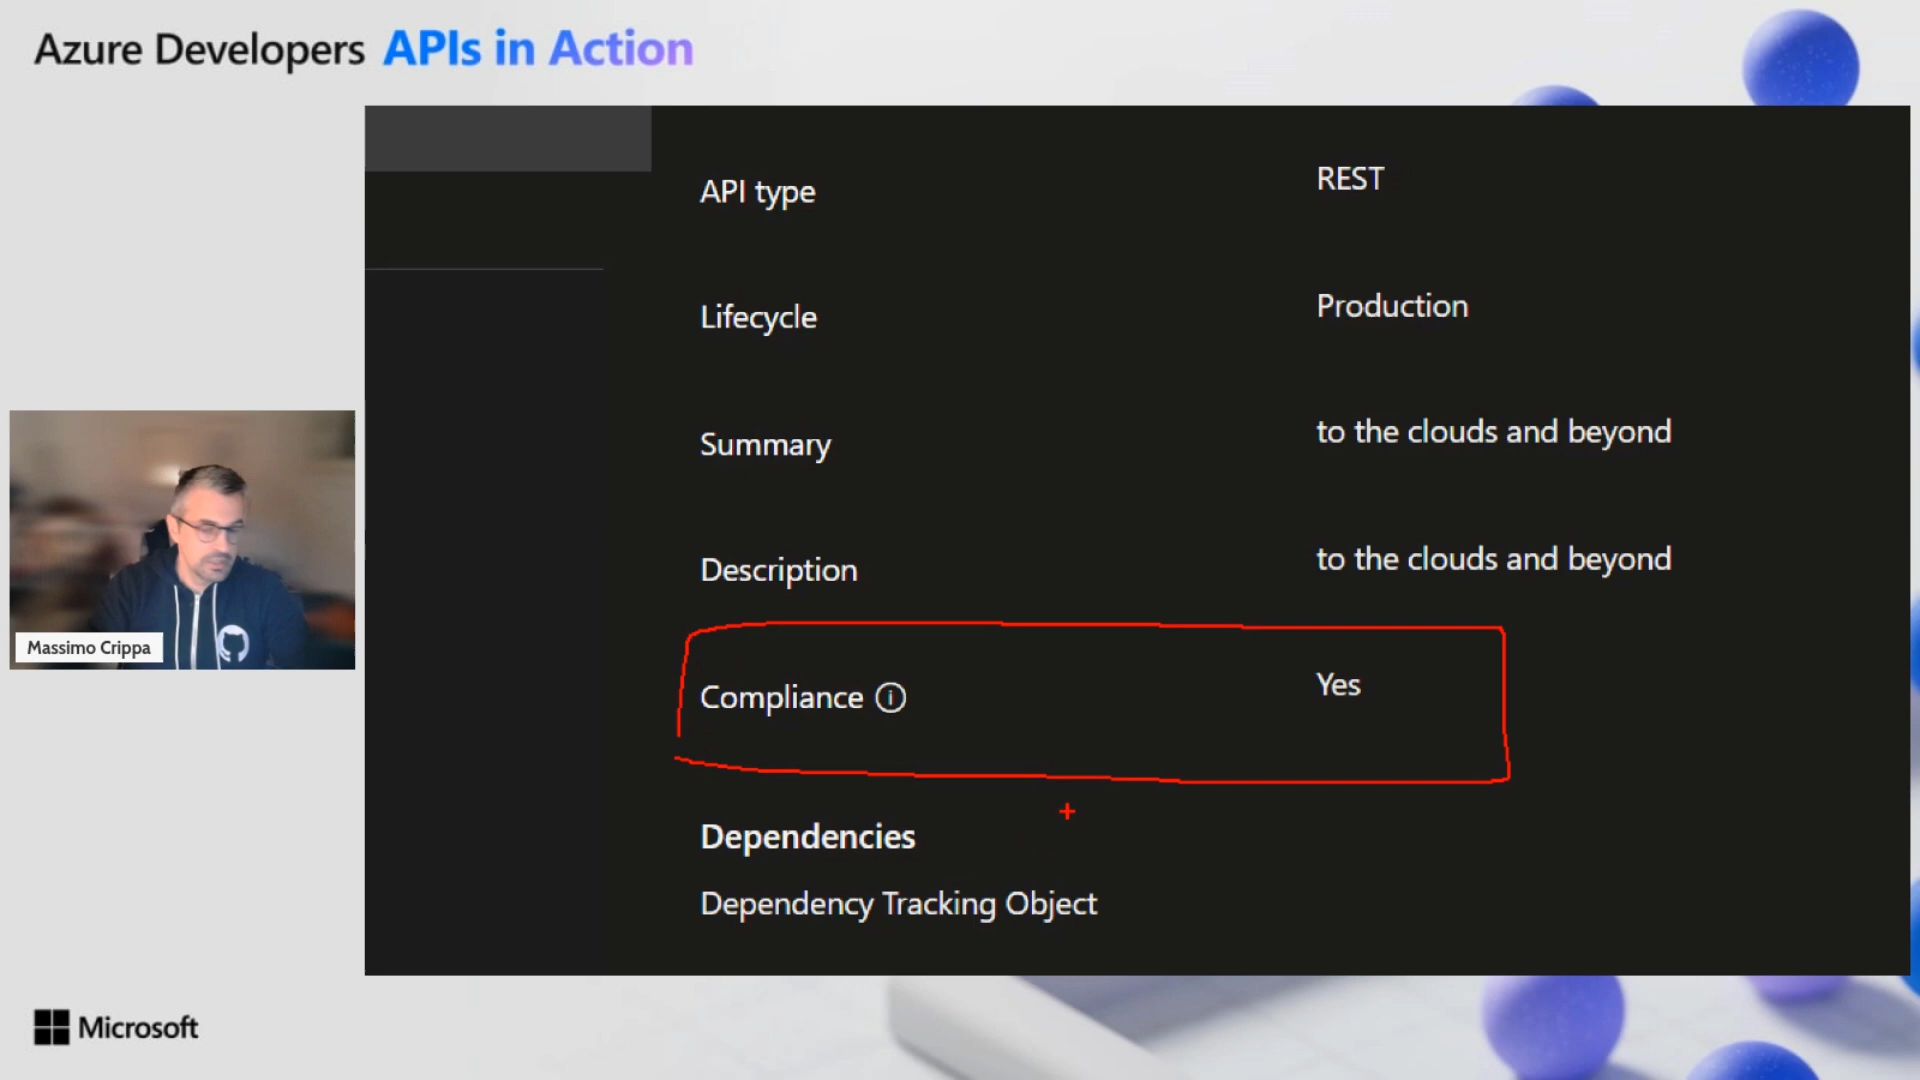 Azure Developers APIs in Action
API type
REST
Lifecycle
Production
Summary
to the clouds and beyond
Description
to the clouds and beyond
Compliance
Yes
Dependencies
Dependency Tracking Object
Massimo Crippa
Microsoft